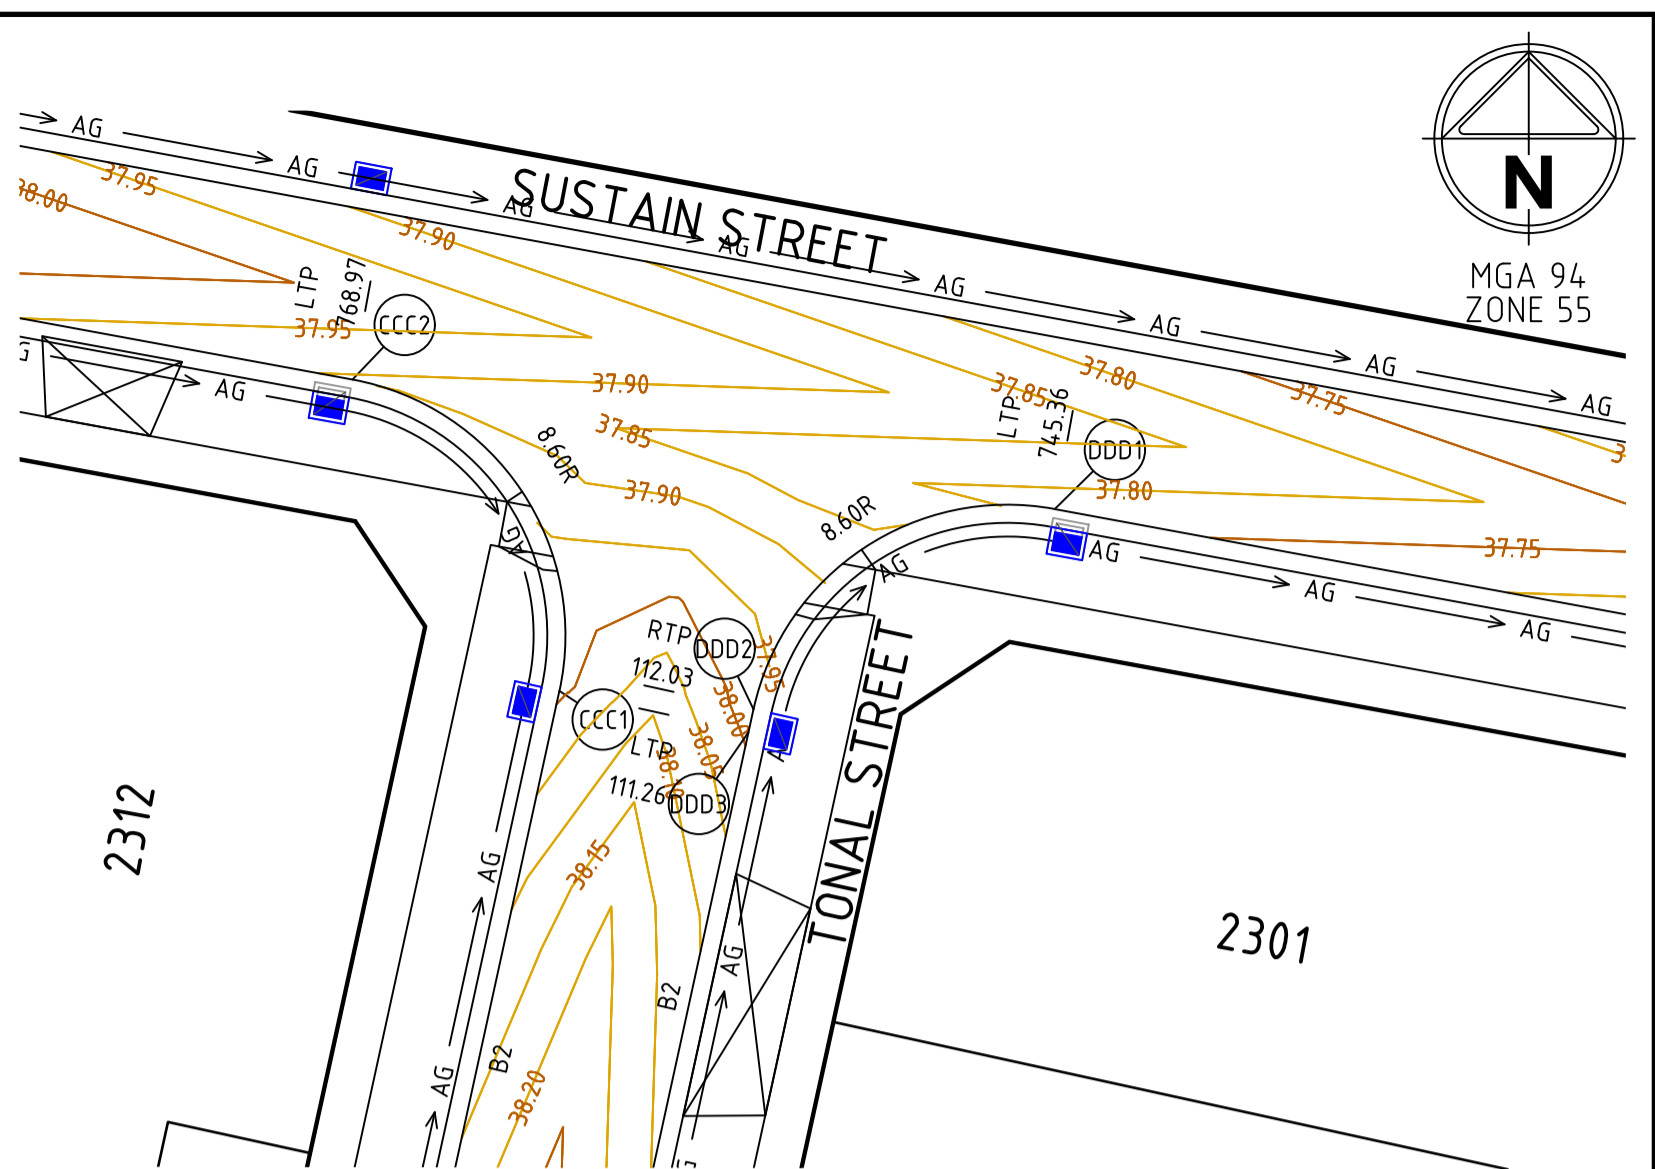 AG
37.95
38.00
AG
SUSTAIN STREET
AG
37.90
AG
AG
AG
AG
AG
N
MGA 94
ZONE 55
LTP
768.97
CCC2
37.95
37.90
37.85
37.80
37.75
LTP
745.36
DDD1
AG
8.60R
37.85
37.90
8.60R
37.80
37.75
AG
AG
AG
AG
AG
RTP
112.03
DDD2
37.95
38.00
38.05
38.10
CCC1
LTP
111.26
DDD3
TONAL STREET
2312
38.15
AG
AG
B2
B2
2301
38.20
AG